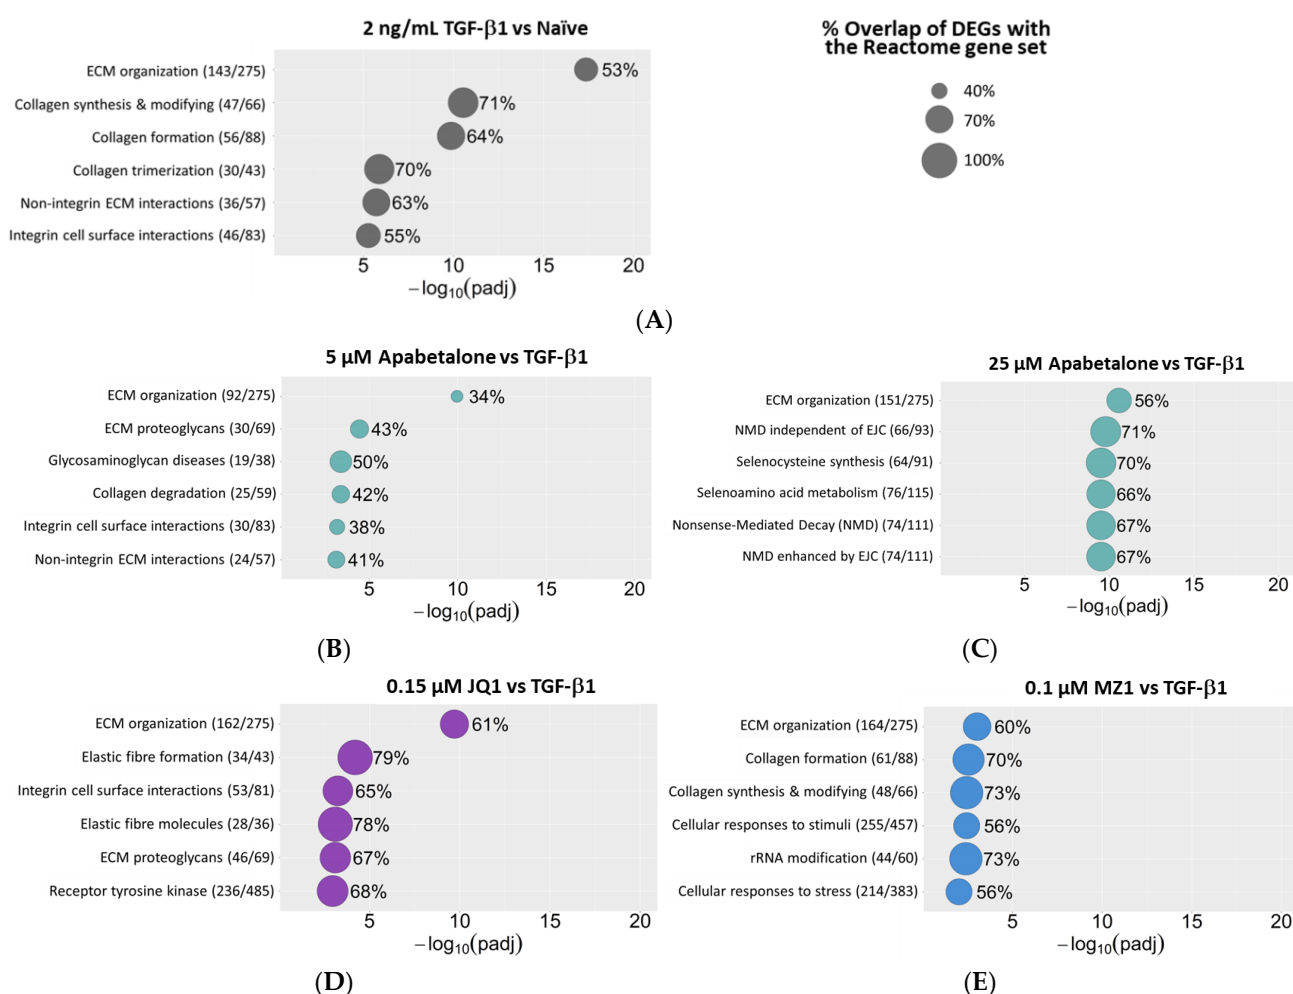 2 ng/mL TGF-β1 vs Naïve
ECM organization (143/275)
53%
Collagen synthesis & modifying (47/66)
71%
Collagen formation (56/88)
64%
Collagen trimerization (30/43)
70%
Non-integrin ECM interactions (36/57)
63%
Integrin cell surface interactions (46/83)
55%
5 10 15 20
−log10(padj)
% Overlap of DEGs with
the Reactome gene set
40%
70%
100%
(A)
5 µM Apabetalone vs TGF-β1
ECM organization (92/275)
34%
ECM proteoglycans (30/69)
43%
Glycosaminoglycan diseases (19/38)
50%
Collagen degradation (25/59)
42%
Integrin cell surface interactions (30/83)
38%
Non-integrin ECM interactions (24/57)
41%
5 10 15 20
−log10(padj)
(B)
25 µM Apabetalone vs TGF-β1
ECM organization (151/275)
56%
NMD independent of EJC (66/93)
71%
Selenocysteine synthesis (64/91)
70%
Selenoamino acid metabolism (76/115)
66%
Nonsense-Mediated Decay (NMD) (74/111)
67%
NMD enhanced by EJC (74/111)
67%
5 10 15 20
−log10(padj)
(C)
0.15 µM JQ1 vs TGF-β1
ECM organization (162/275)
61%
Elastic fibre formation (34/43)
79%
Integrin cell surface interactions (53/81)
65%
Elastic fibre molecules (28/36)
78%
ECM proteoglycans (46/69)
67%
Receptor tyrosine kinase (236/485)
68%
5 10 15 20
−log10(padj)
(D)
0.1 µM MZ1 vs TGF-β1
ECM organization (164/275)
60%
Collagen formation (61/88)
70%
Collagen synthesis & modifying (48/66)
73%
Cellular responses to stimuli (255/457)
56%
rRNA modification (44/60)
73%
Cellular responses to stress (214/383)
56%
5 10 15 20
−log10(padj)
(E)